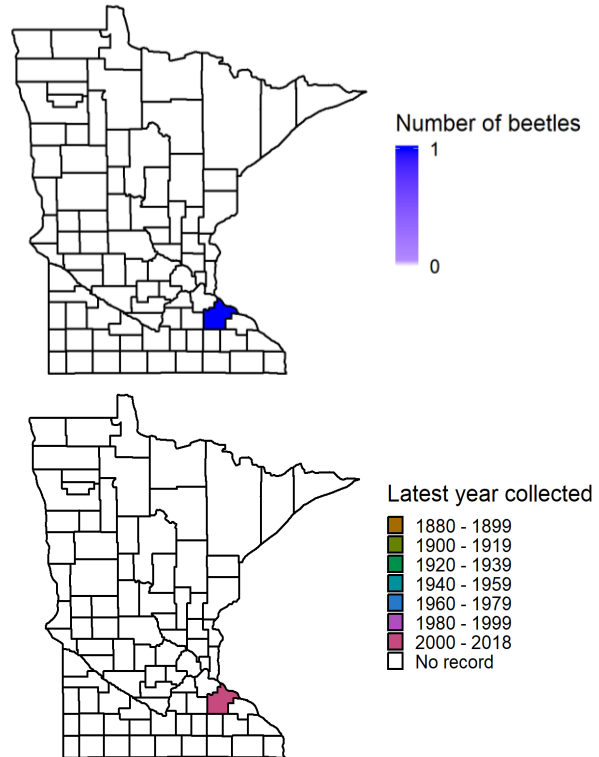 Number of beetles
1
0
Latest year collected
1880 - 1899
1900 - 1919
1920 - 1939
1940 - 1959
1960 - 1979
1980 - 1999
2000 - 2018
No record